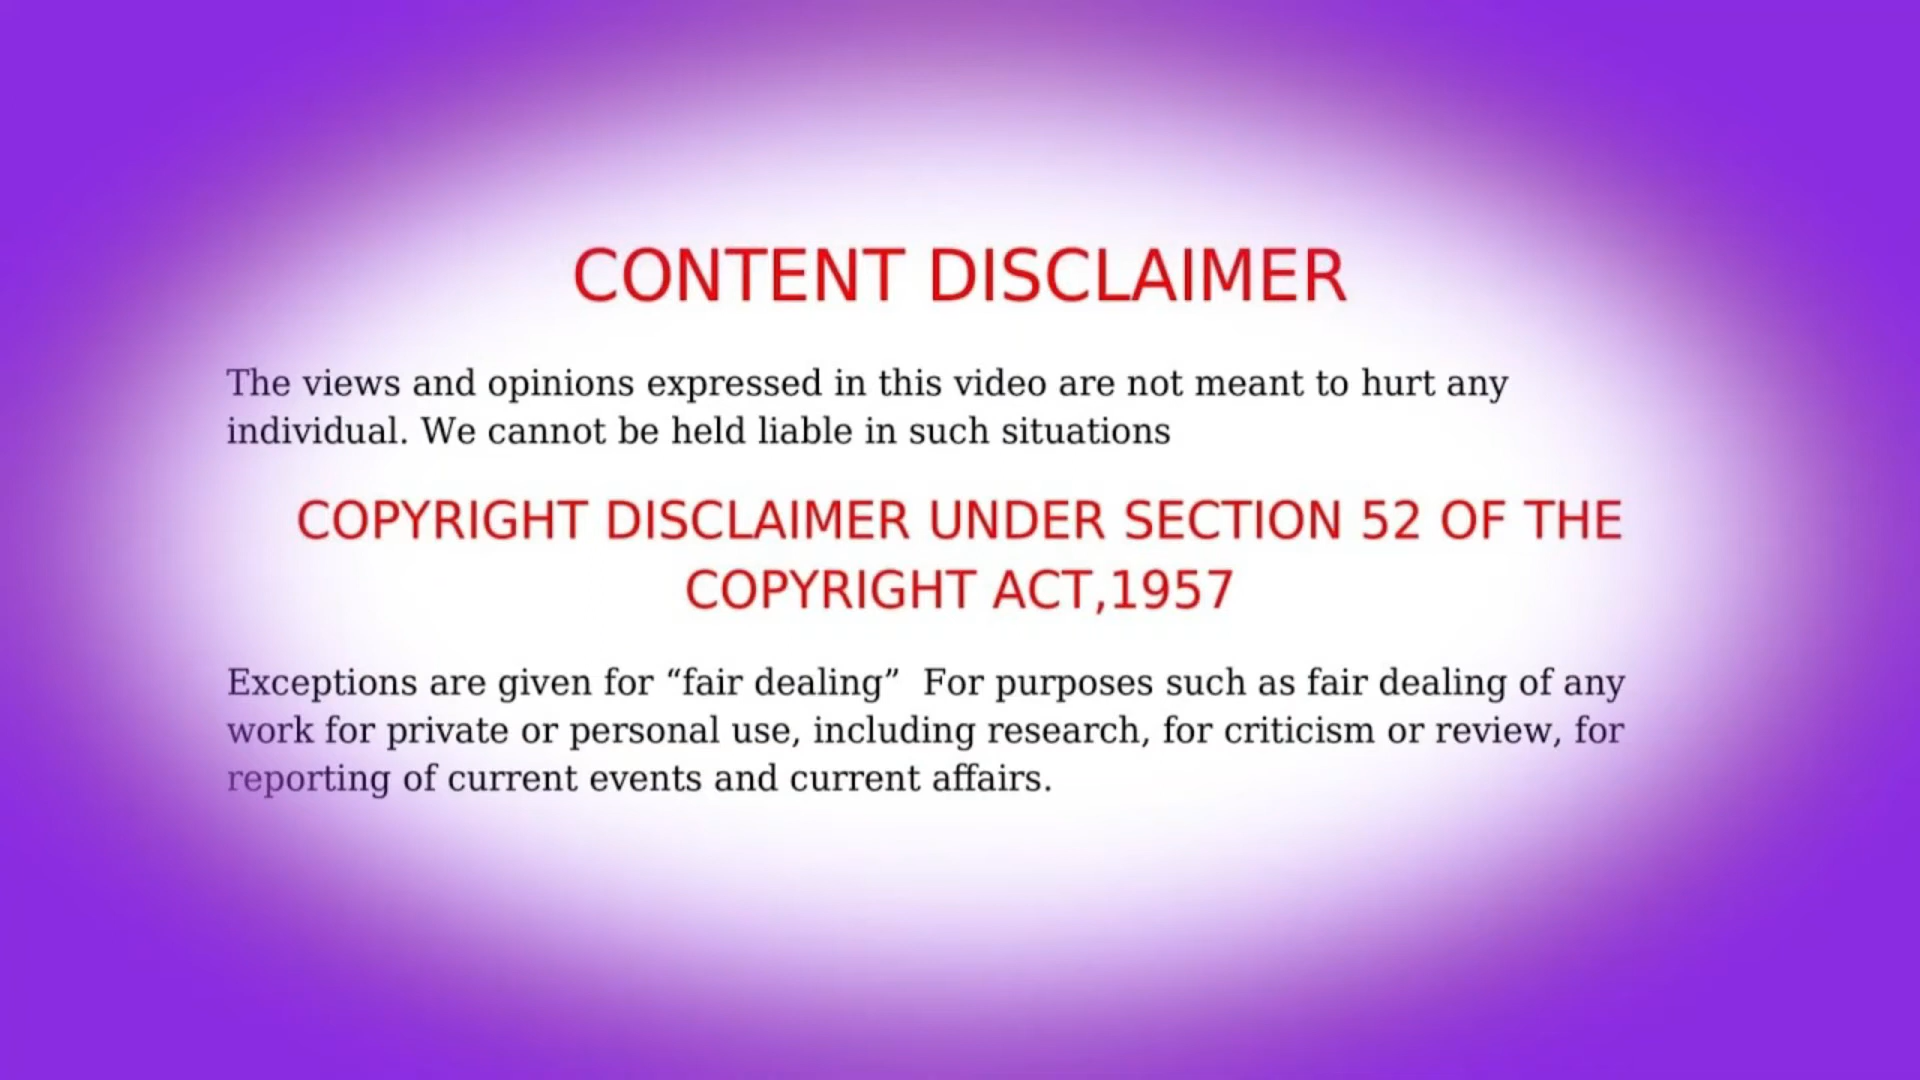 CONTENT DISCLAIMER
The views and opinions expressed in this video are not meant to hurt any
individual. We cannot be held liable in such situations
COPYRIGHT DISCLAIMER UNDER SECTION 52 OF THE
COPYRIGHT ACT,1957
Exceptions are given for “fair dealing”  For purposes such as fair dealing of any
work for private or personal use, including research, for criticism or review, for
reporting of current events and current affairs.